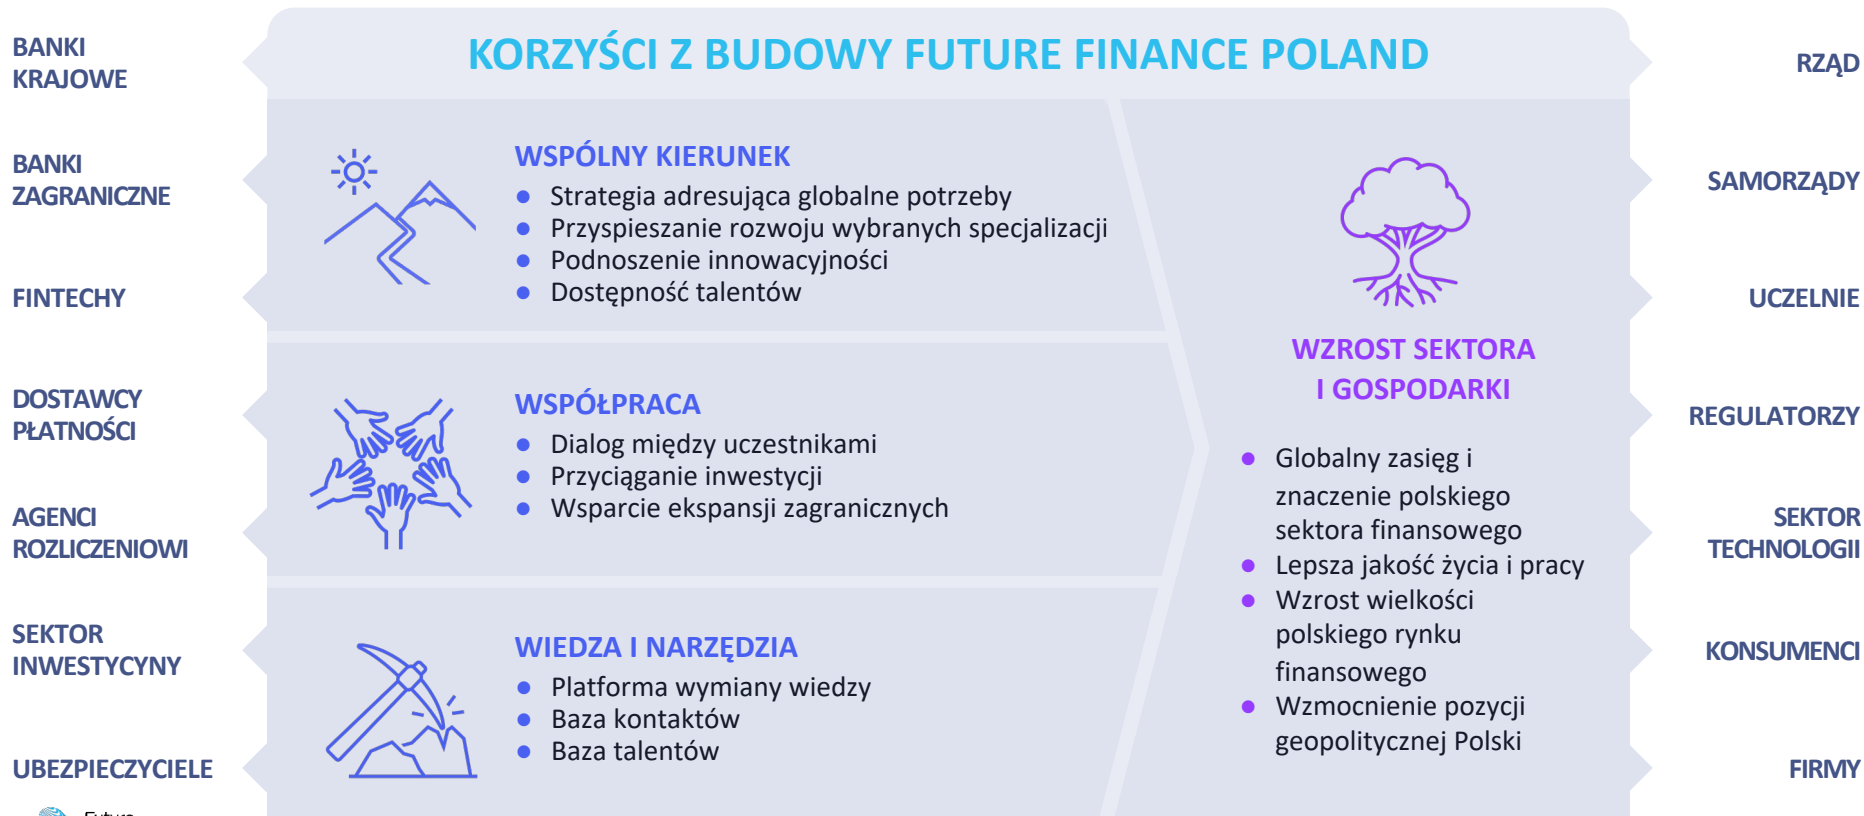 KORZYŚCI Z BUDOWY FUTURE FINANCE POLAND
BANKI
KRAJOWE
BANKI
ZAGRANICZNE
FINTECHY
DOSTAWCY
PŁATNOŚCI
AGENCI
ROZLICZENIOWI
SEKTOR
INWESTYCYNY
UBEZPIECZYCIELE
WSPÓLNY KIERUNEK
● Strategia adresująca globalne potrzeby
● Przyspieszanie rozwoju wybranych specjalizacji
● Podnoszenie innowacyjności
● Dostępność talentów
WSPÓŁPRACA
● Dialog między uczestnikami
● Przyciąganie inwestycji
● Wsparcie ekspansji zagranicznych
WIEDZA I NARZĘDZIA
● Platforma wymiany wiedzy
● Baza kontaktów
● Baza talentów
WZROST SEKTORA
I GOSPODARKI
● Globalny zasięg i
znaczenie polskiego
sektora finansowego
● Lepsza jakość życia i pracy
● Wzrost wielkości
polskiego rynku
finansowego
● Wzmocnienie pozycji
geopolitycznej Polski
RZĄD
SAMORZĄDY
UCZELNIE
REGULATORZY
SEKTOR
TECHNOLOGII
KONSUMENCI
FIRMY